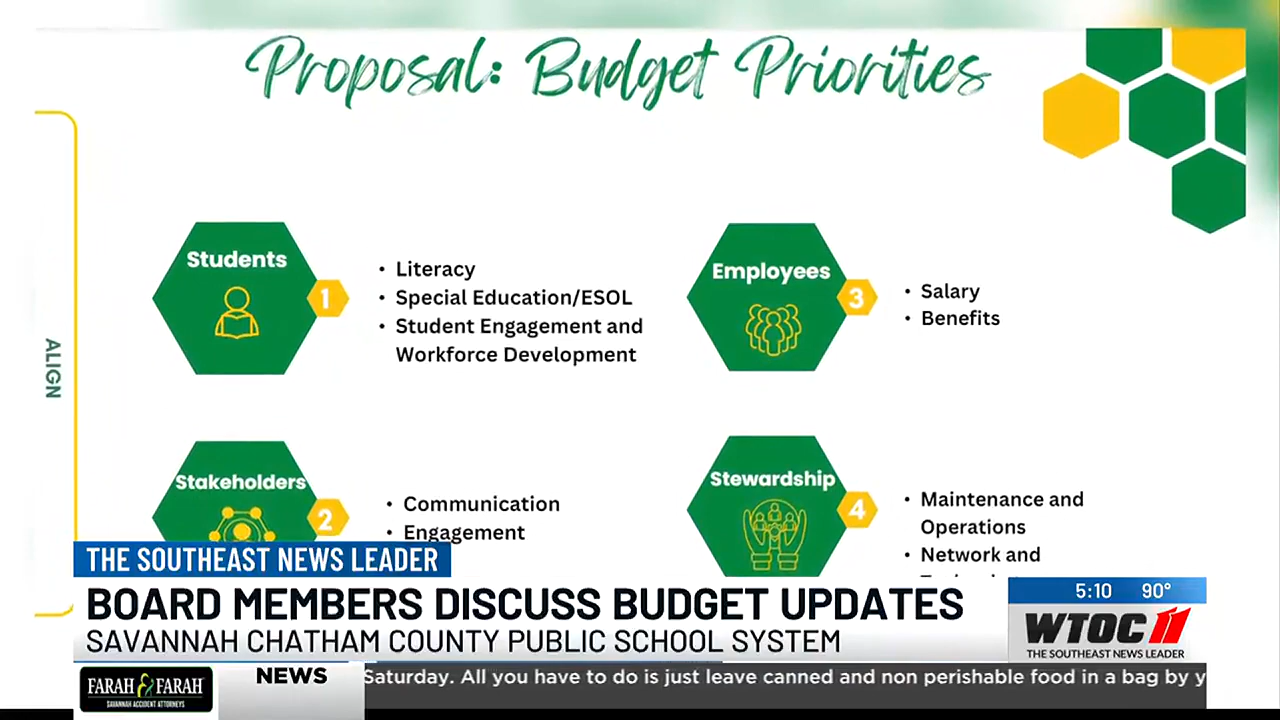 Proposal: Budget Priorities
ALIGN
Students
1
• Literacy
• Special Education/ESOL
• Student Engagement and
Workforce Development
Employees
3
• Salary
• Benefits
Stakeholders
2
• Communication
• Engagement
Stewardship
4
• Maintenance and
Operations
• Network and
THE SOUTHEAST NEWS LEADER
BOARD MEMBERS DISCUSS BUDGET UPDATES
SAVANNAH CHATHAM COUNTY PUBLIC SCHOOL SYSTEM
5:10 90°
WTOC 11
THE SOUTHEAST NEWS LEADER
FARAH & FARAH
SAVANNAH ACCIDENT ATTORNEYS
NEWS
Saturday. All you have to do is just leave canned and non perishable food in a bag by y